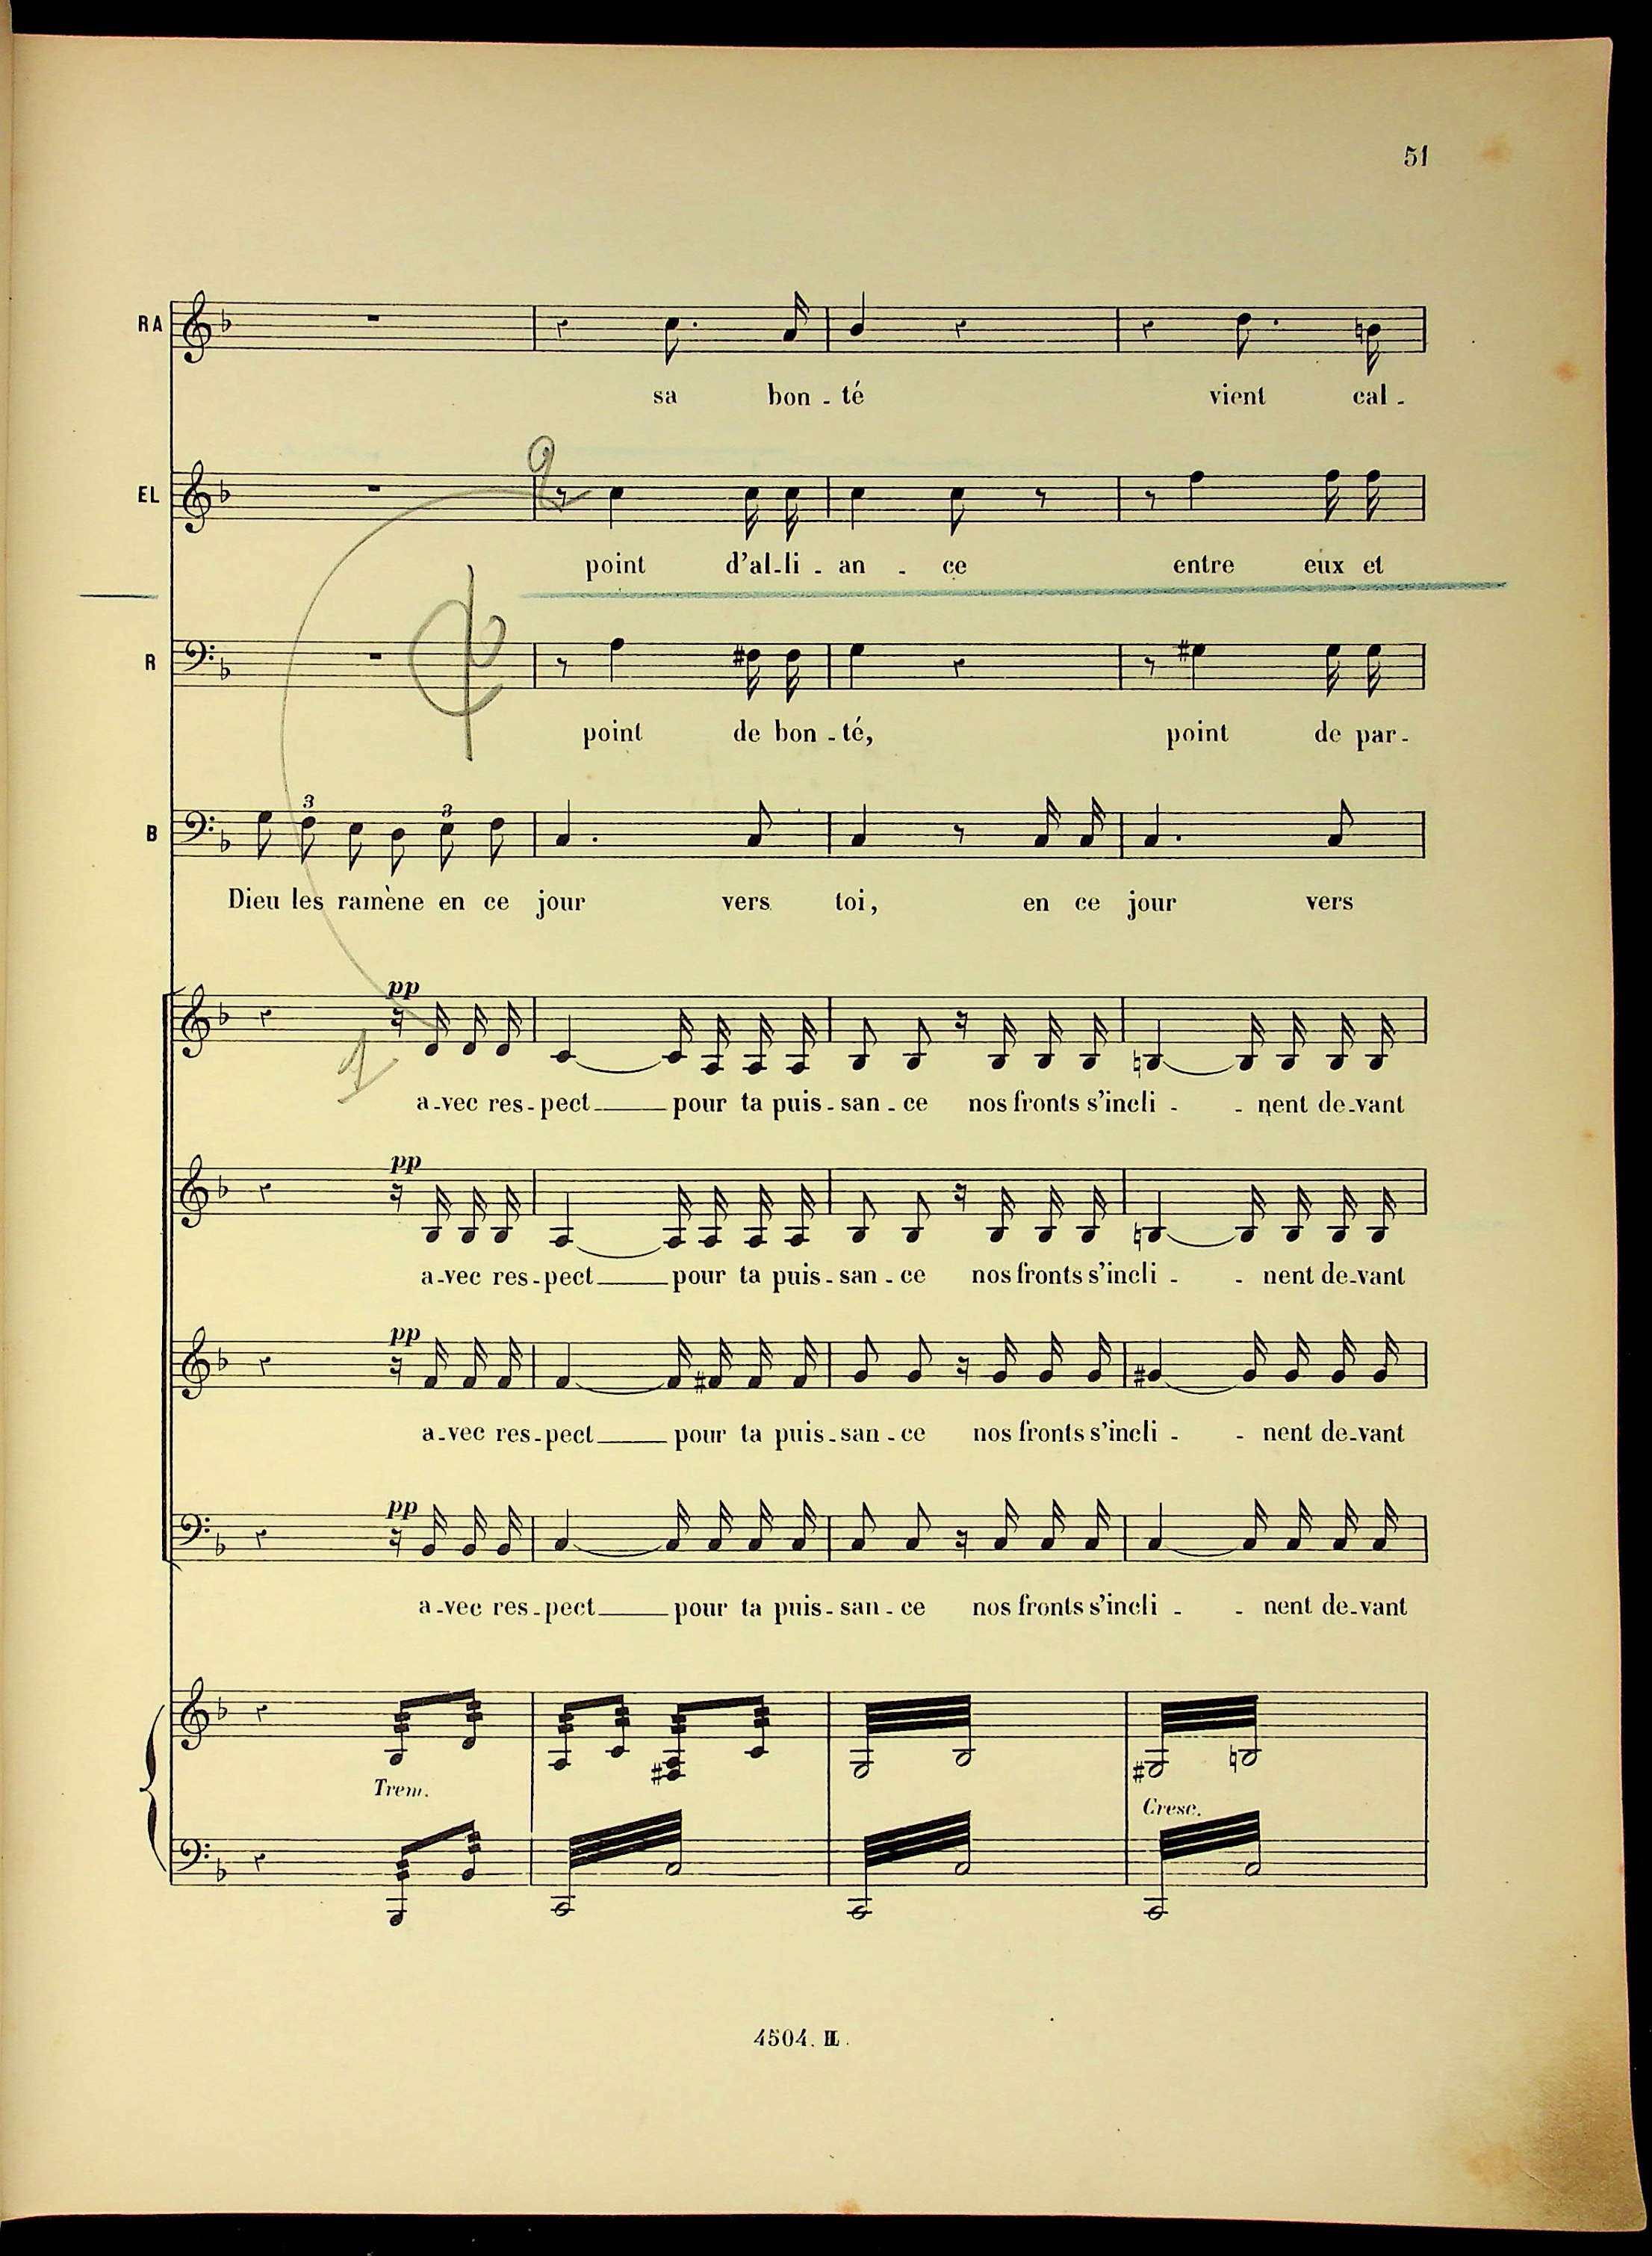 51
RA
sa bon - té vient cal -
EL
point d'al - li - an - ce entre eux et
R
point de bon - té, point de par -
B
3 3
Dieu les ramène en ce jour vers toi, en ce jour vers
pp
a - vec res - pect pour ta puis - san - ce nos fronts s'incli - - nent de - vant
pp
a - vec res - pect pour ta puis - san - ce nos fronts s'incli - - nent de - vant
pp
a - vec res - pect pour ta puis - san - ce nos fronts s'incli - - nent de - vant
pp
a - vec res - pect pour ta puis - san - ce nos fronts s'incli - - nent de - vant
Trem.
Cresc.
4504. H.